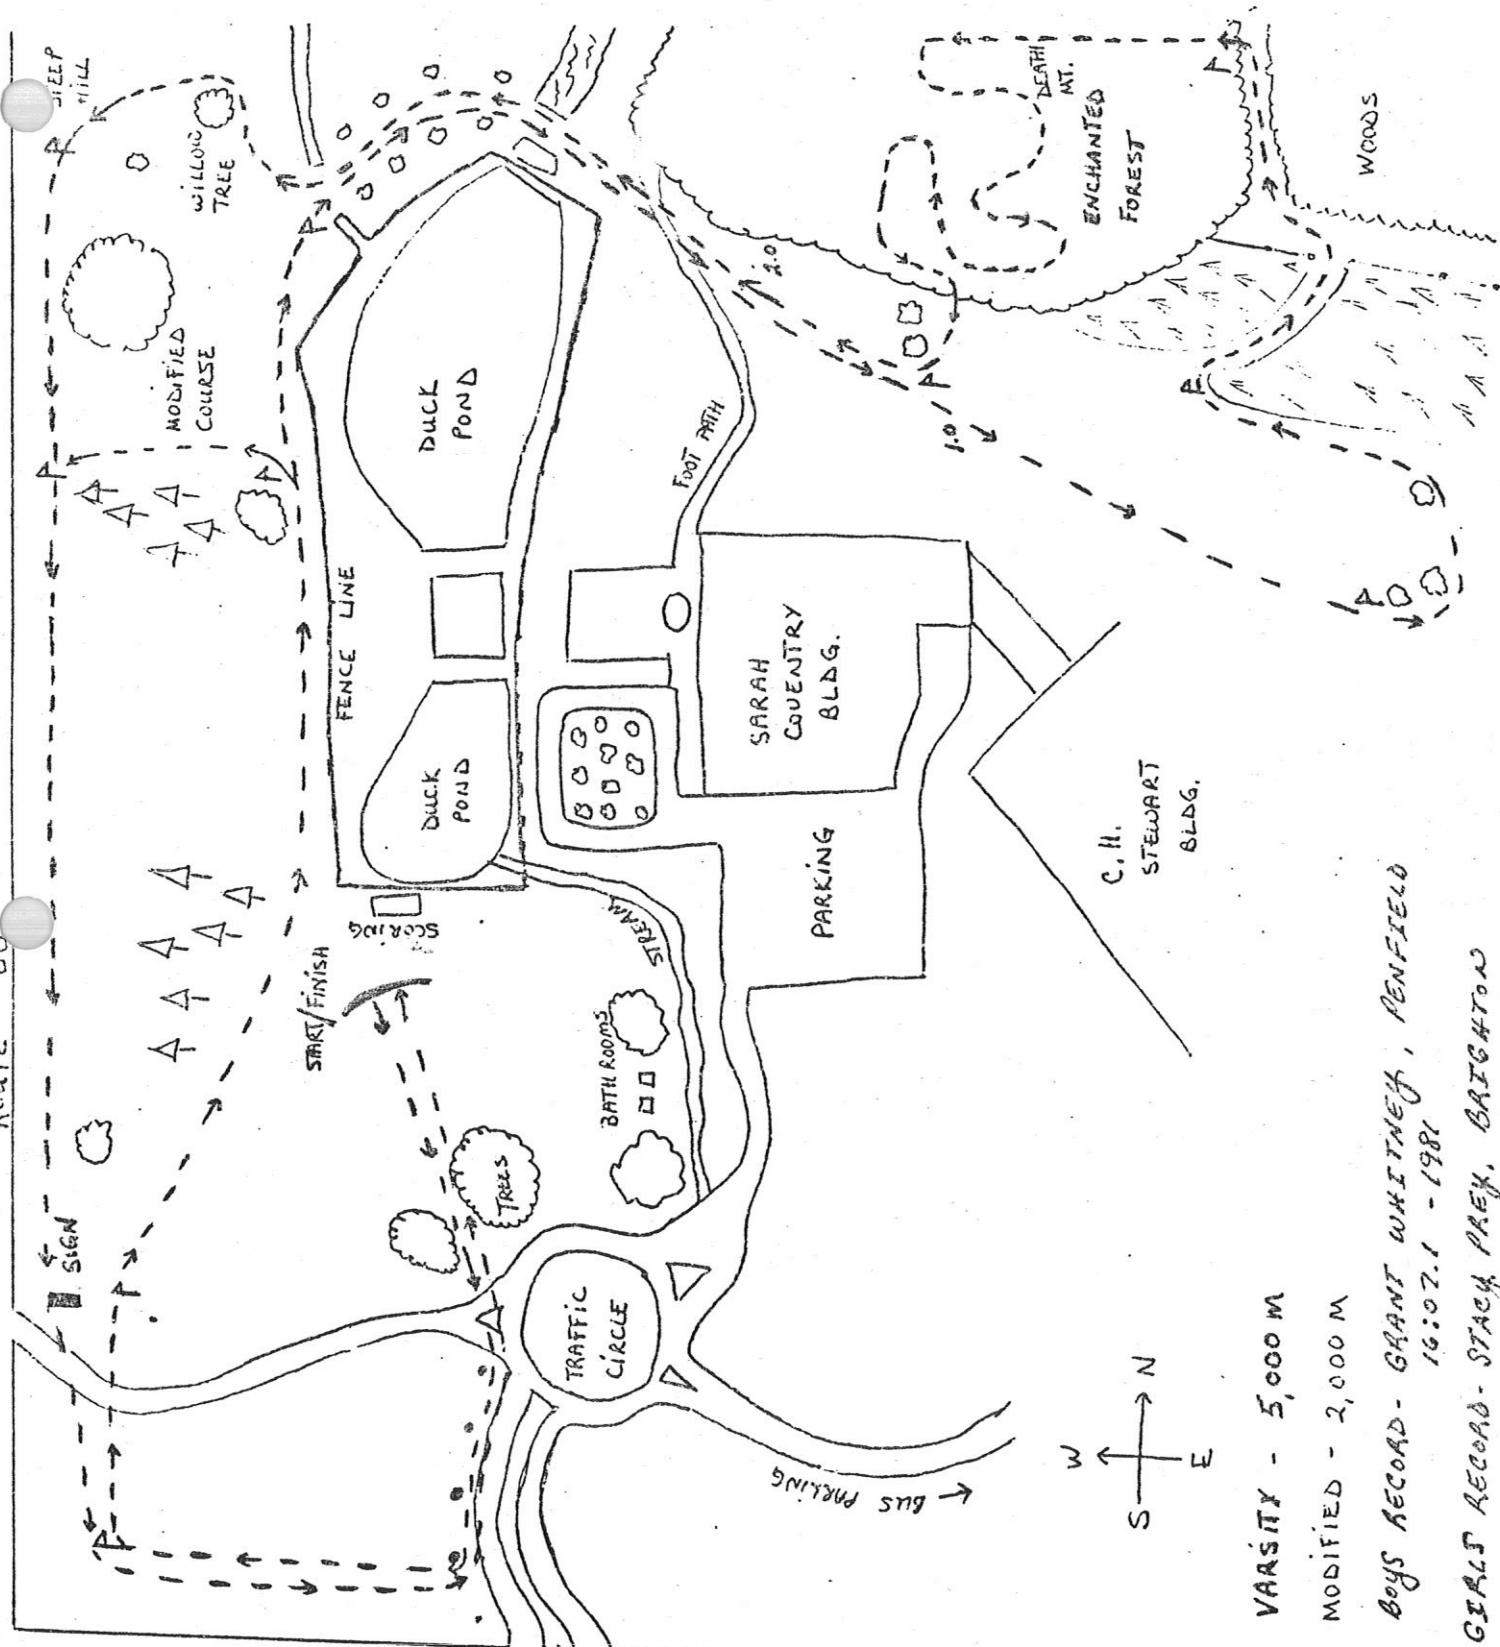 STEEP
HILL
WILLOW
TREE
MODIFIED
COURSE
DUCK
POND
FENCE LINE
DUCK
POND
SCORING
START/FINISH
SIGN
TREES
BATHROOMS
STREAM
TRAFFIC
CIRCLE
BUS PARKING
PARKING
SARAH
COVENTRY
BLDG.
C.H.
STEWART
BLDG.
FOOT PATH
2.0
1.0
DEATH
MT.
ENCHANTED
FOREST
WOODS
W
S N
E
VARSITY - 5,000 M
MODIFIED - 2,000 M
BOYS RECORD - GRANT WHITNEY, PENFIELD
16:02.1 - 1981
GIRLS RECORD - STACY PREY, BRIGHTON